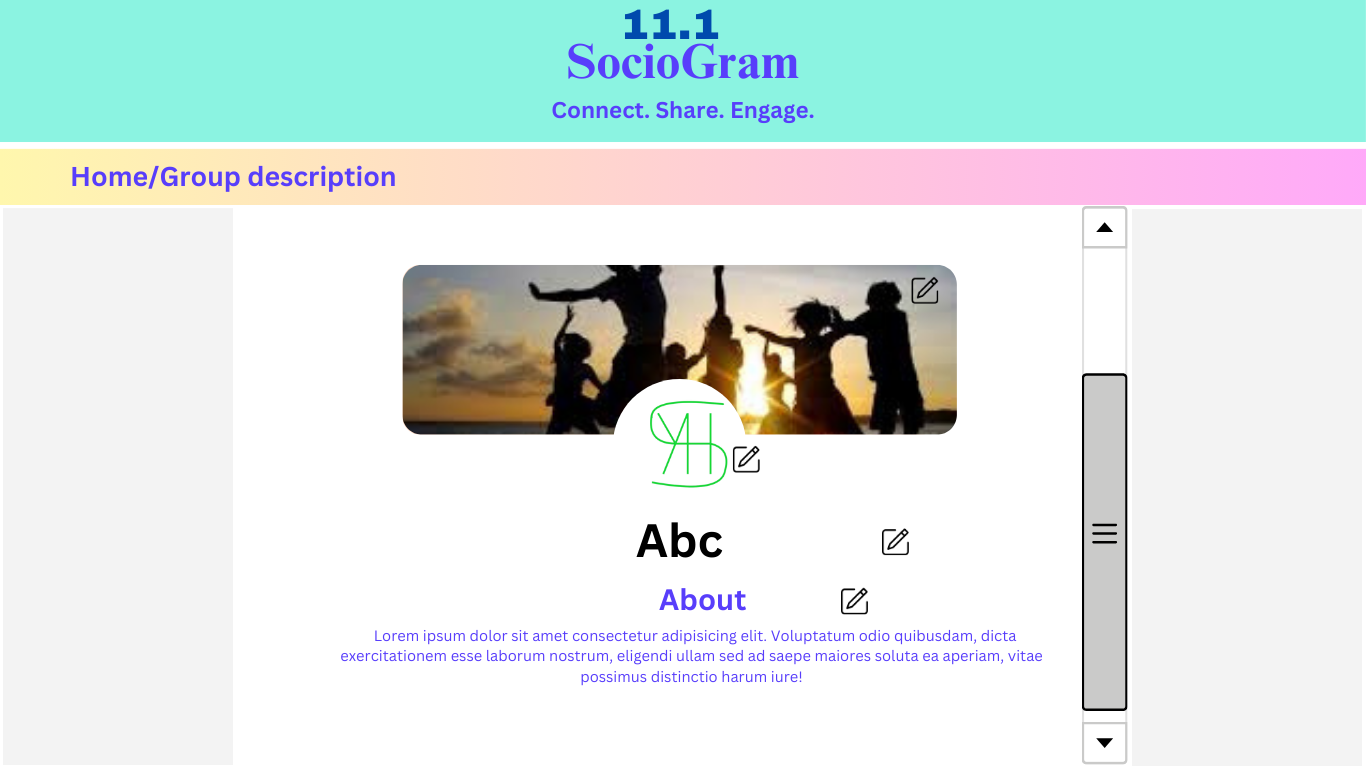 11.1
SocioGram
Connect. Share. Engage.
Home/Group description
Abc
About
Lorem ipsum dolor sit amet consectetur adipisicing elit. Voluptatum odio quibusdam, dicta
exercitationem esse laborum nostrum, eligendi ullam sed ad saepe maiores soluta ea aperiam, vitae
possimus distinctio harum iure!